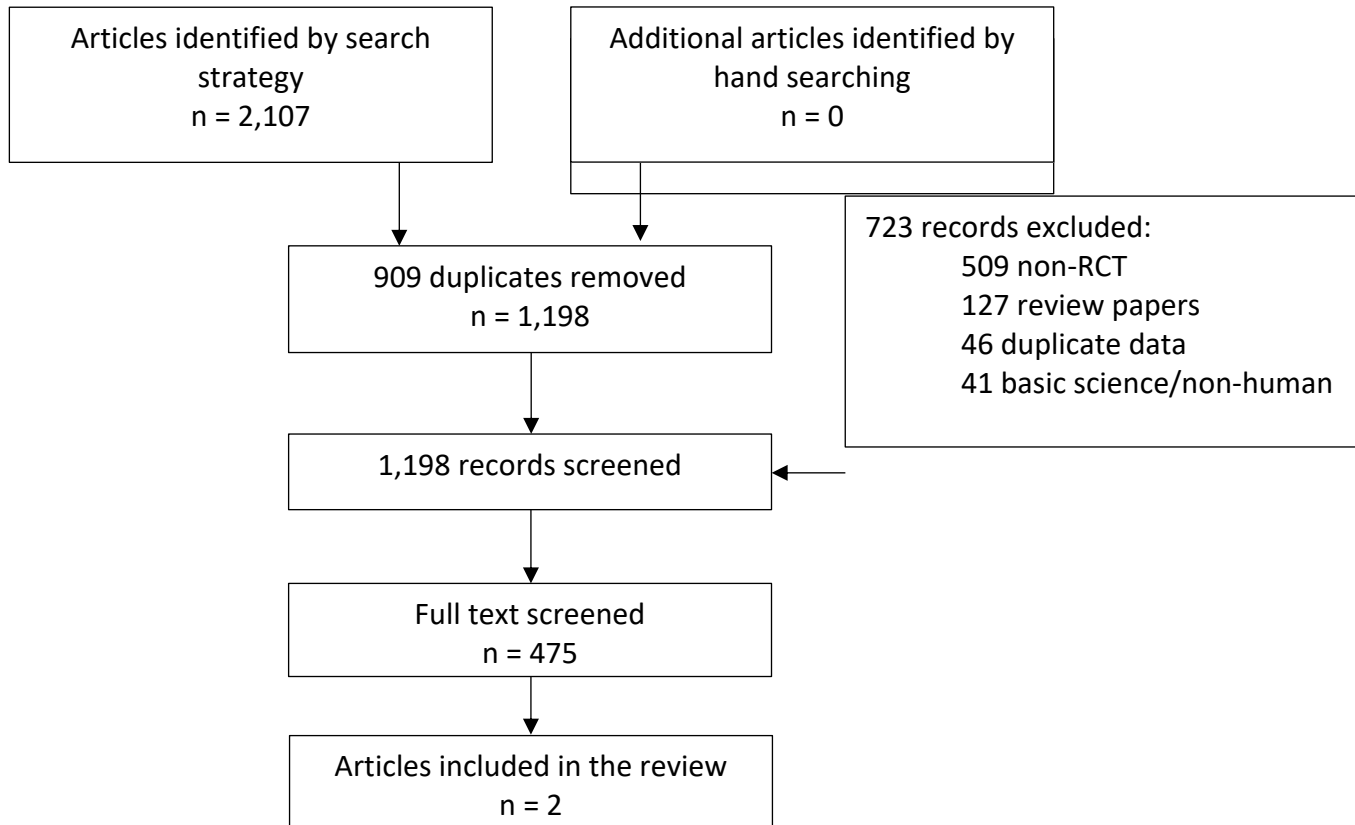 Articles identified by search
strategy
n = 2,107
Additional articles identified by
hand searching
n = 0
723 records excluded:
509 non-RCT
127 review papers
46 duplicate data
41 basic science/non-human
909 duplicates removed
n = 1,198
1,198 records screened
Full text screened
n = 475
Articles included in the review
n = 2